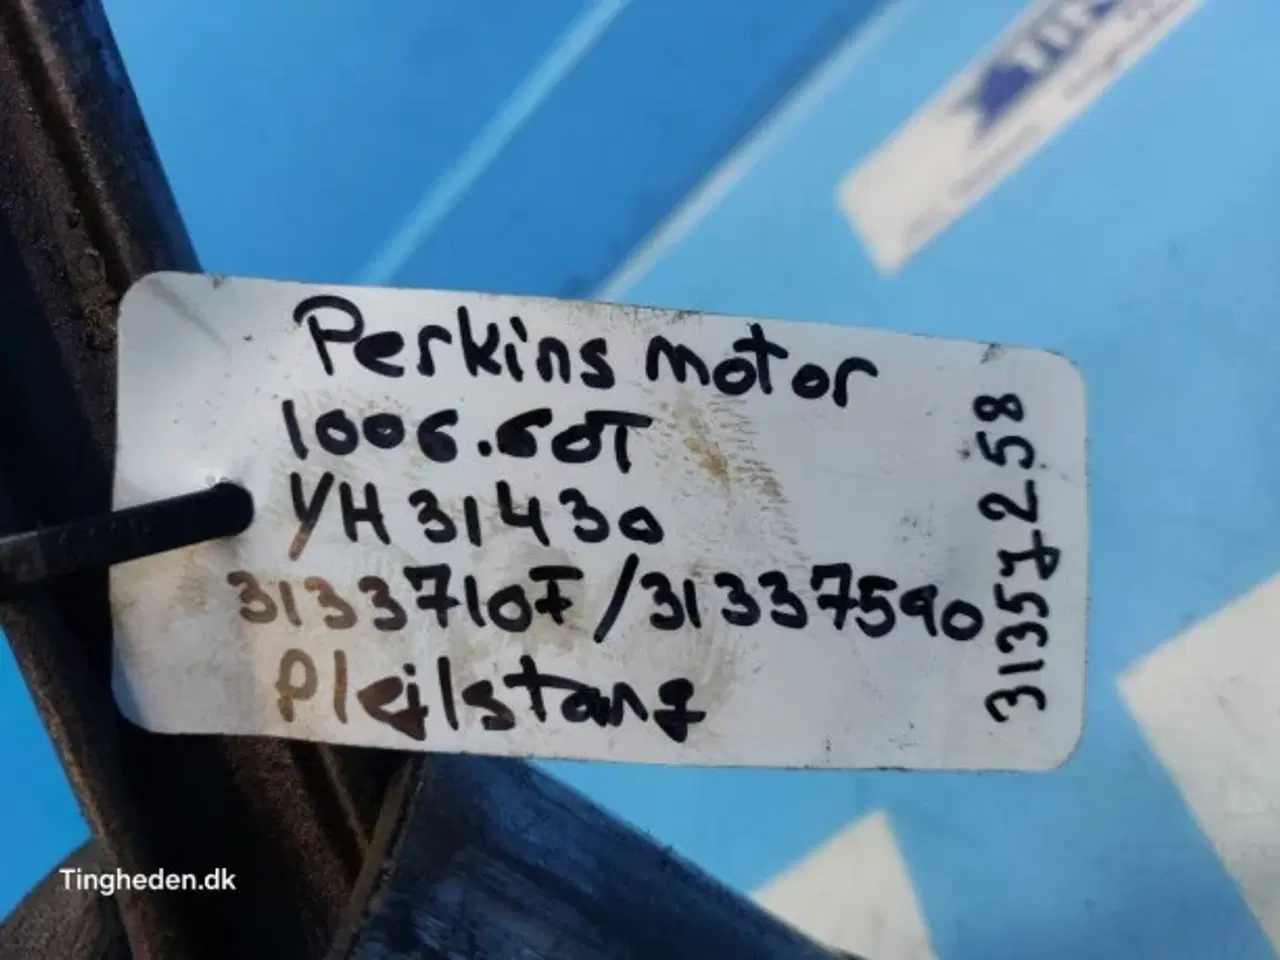 Perkins motor
1006.60T
YH31430
3133710F/31337590
Plejlstang
3135J258
Tingheden.dk